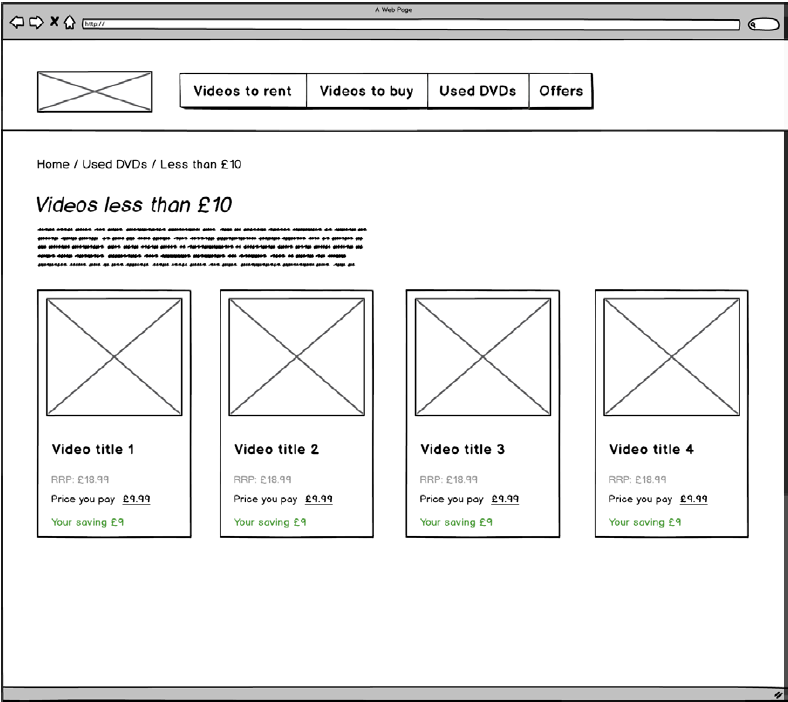 A Web Page
http://
Videos to rent Videos to buy Used DVDs Offers
Home / Used DVDs / Less than £10
Videos less than £10
Video title 1
RRP: £18.99
Price you pay £9.99
Your saving £9
Video title 2
RRP: £18.99
Price you pay £9.99
Your saving £9
Video title 3
RRP: £18.99
Price you pay £9.99
Your saving £9
Video title 4
RRP: £18.99
Price you pay £9.99
Your saving £9